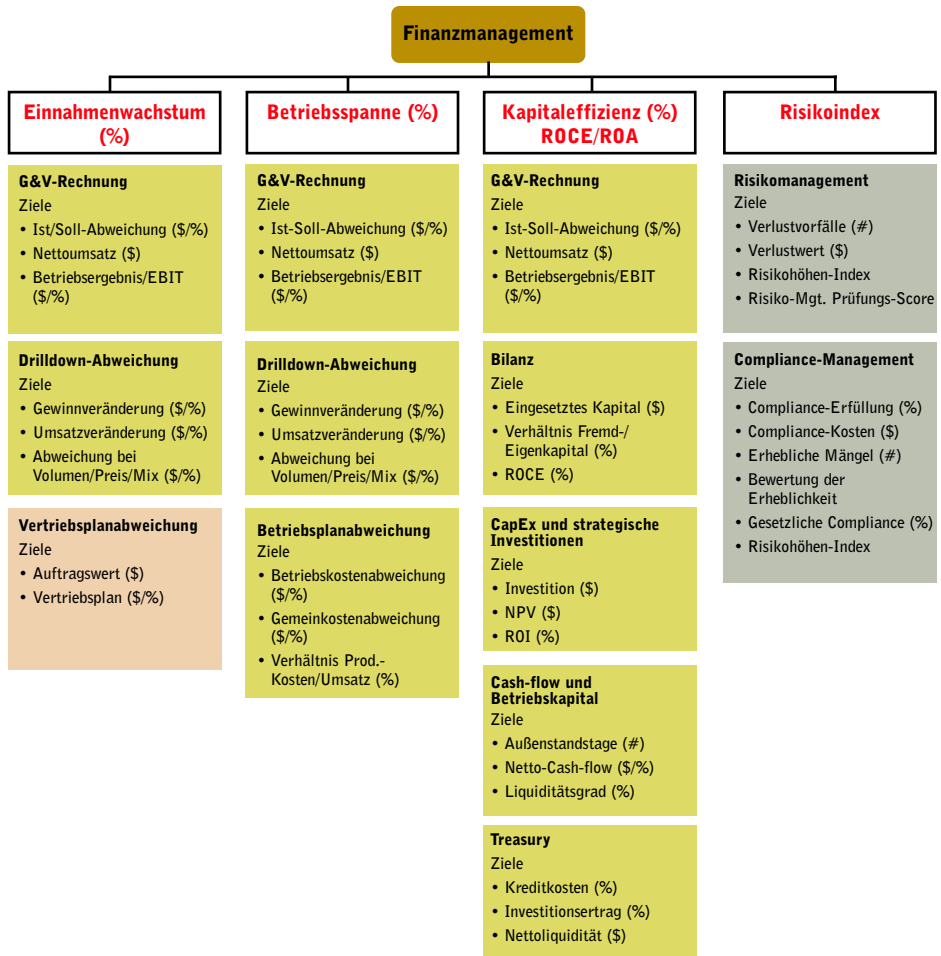 Finanzmanagement
Einnahmenwachstum
(%)
G&V-Rechnung
Ziele
• Ist/Soll-Abweichung ($/%)
• Nettoumsatz ($)
• Betriebsergebnis/EBIT
($/%)
Drilldown-Abweichung
Ziele
• Gewinnveränderung ($/%)
• Umsatzveränderung ($/%)
• Abweichung bei
Volumen/Preis/Mix ($/%)
Vertriebsplanabweichung
Ziele
• Auftragswert ($)
• Vertriebsplan ($/%)
Betriebsspanne (%)
G&V-Rechnung
Ziele
• Ist-Soll-Abweichung ($/%)
• Nettoumsatz ($)
• Betriebsergebnis/EBIT
($/%)
Drilldown-Abweichung
Ziele
• Gewinnveränderung ($/%)
• Umsatzveränderung ($/%)
• Abweichung bei
Volumen/Preis/Mix ($/%)
Betriebsplanabweichung
Ziele
• Betriebskostenabweichung
($/%)
• Gemeinkostenabweichung
($/%)
• Verhältnis Prod.-
Kosten/Umsatz (%)
Kapitaleffizienz (%)
ROCE/ROA
G&V-Rechnung
Ziele
• Ist-Soll-Abweichung ($/%)
• Nettoumsatz ($)
• Betriebsergebnis/EBIT
($/%)
Bilanz
Ziele
• Eingesetztes Kapital ($)
• Verhältnis Fremd-/
Eigenkapital (%)
• ROCE (%)
CapEx und strategische
Investitionen
Ziele
• Investition ($)
• NPV ($)
• ROI (%)
Cash-flow und
Betriebskapital
Ziele
• Außenstandstage (#)
• Netto-Cash-flow ($/%)
• Liquiditätsgrad (%)
Treasury
Ziele
• Kreditkosten (%)
• Investitionsertrag (%)
• Nettoliquidität ($)
Risikoindex
Risikomanagement
Ziele
• Verlustvorfälle (#)
• Verlustwert ($)
• Risikohöhen-Index
• Risiko-Mgt. Prüfungs-Score
Compliance-Management
Ziele
• Compliance-Erfüllung (%)
• Compliance-Kosten ($)
• Erhebliche Mängel (#)
• Bewertung der
Erheblichkeit
• Gesetzliche Compliance (%)
• Risikohöhen-Index